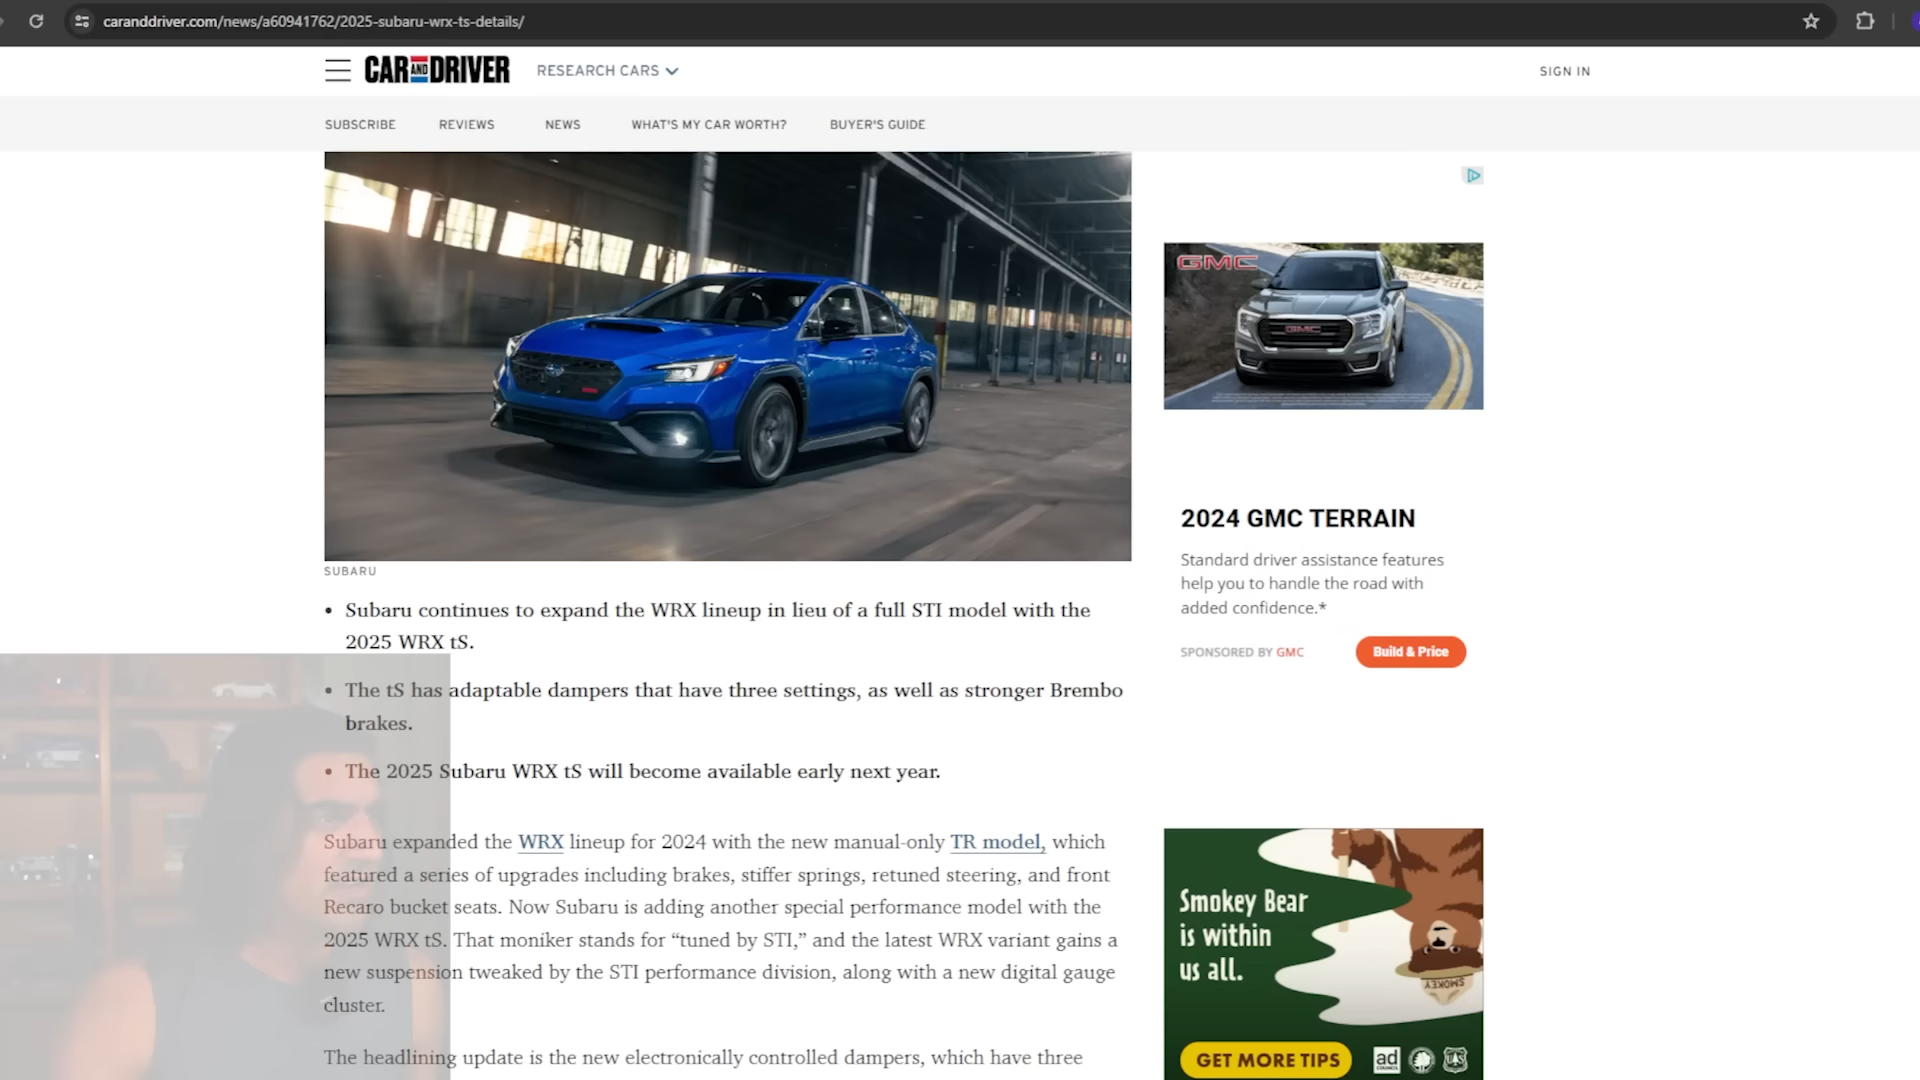 caranddriver.com/news/a60941762/2025-subaru-wrx-ts-details/
CAR AND DRIVER
RESEARCH CARS
SIGN IN
SUBSCRIBE
REVIEWS
NEWS
WHAT'S MY CAR WORTH?
BUYER'S GUIDE
GMC
GMC
SUBARU
• Subaru continues to expand the WRX lineup in lieu of a full STI model with the
2025 WRX tS.
• The tS has adaptable dampers that have three settings, as well as stronger Brembo
brakes.
• The 2025 Subaru WRX tS will become available early next year.
Subaru expanded the WRX lineup for 2024 with the new manual-only TR model, which
featured a series of upgrades including brakes, stiffer springs, retuned steering, and front
Recaro bucket seats. Now Subaru is adding another special performance model with the
2025 WRX tS. That moniker stands for “tuned by STI,” and the latest WRX variant gains a
new suspension tweaked by the STI performance division, along with a new digital gauge
cluster.
The headlining update is the new electronically controlled dampers, which have three
2024 GMC TERRAIN
Standard driver assistance features
help you to handle the road with
added confidence.*
SPONSORED BY GMC
Build & Price
Smokey Bear
is within
us all.
SMOKEY
GET MORE TIPS
ad
COUNCIL